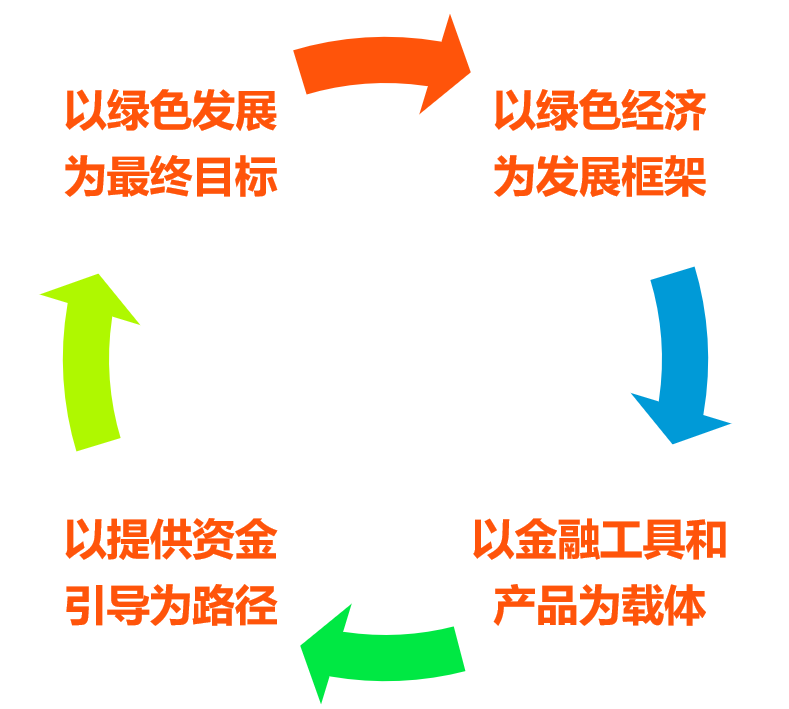 以绿色发展
为最终目标
以绿色经济
为发展框架
以金融工具和
产品为载体
以提供资金
引导为路径